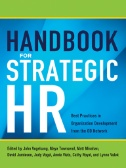 HANDBOOK
FOR
STRATEGIC
HR
Best Practices in
Organization Development
from the OD Network
Edited by John Vogelsang, Maya Townsend, Matt Minahan,
David Jamieson, Judy Vogel, Annie Viets, Cathy Royal, and Lynne Valek